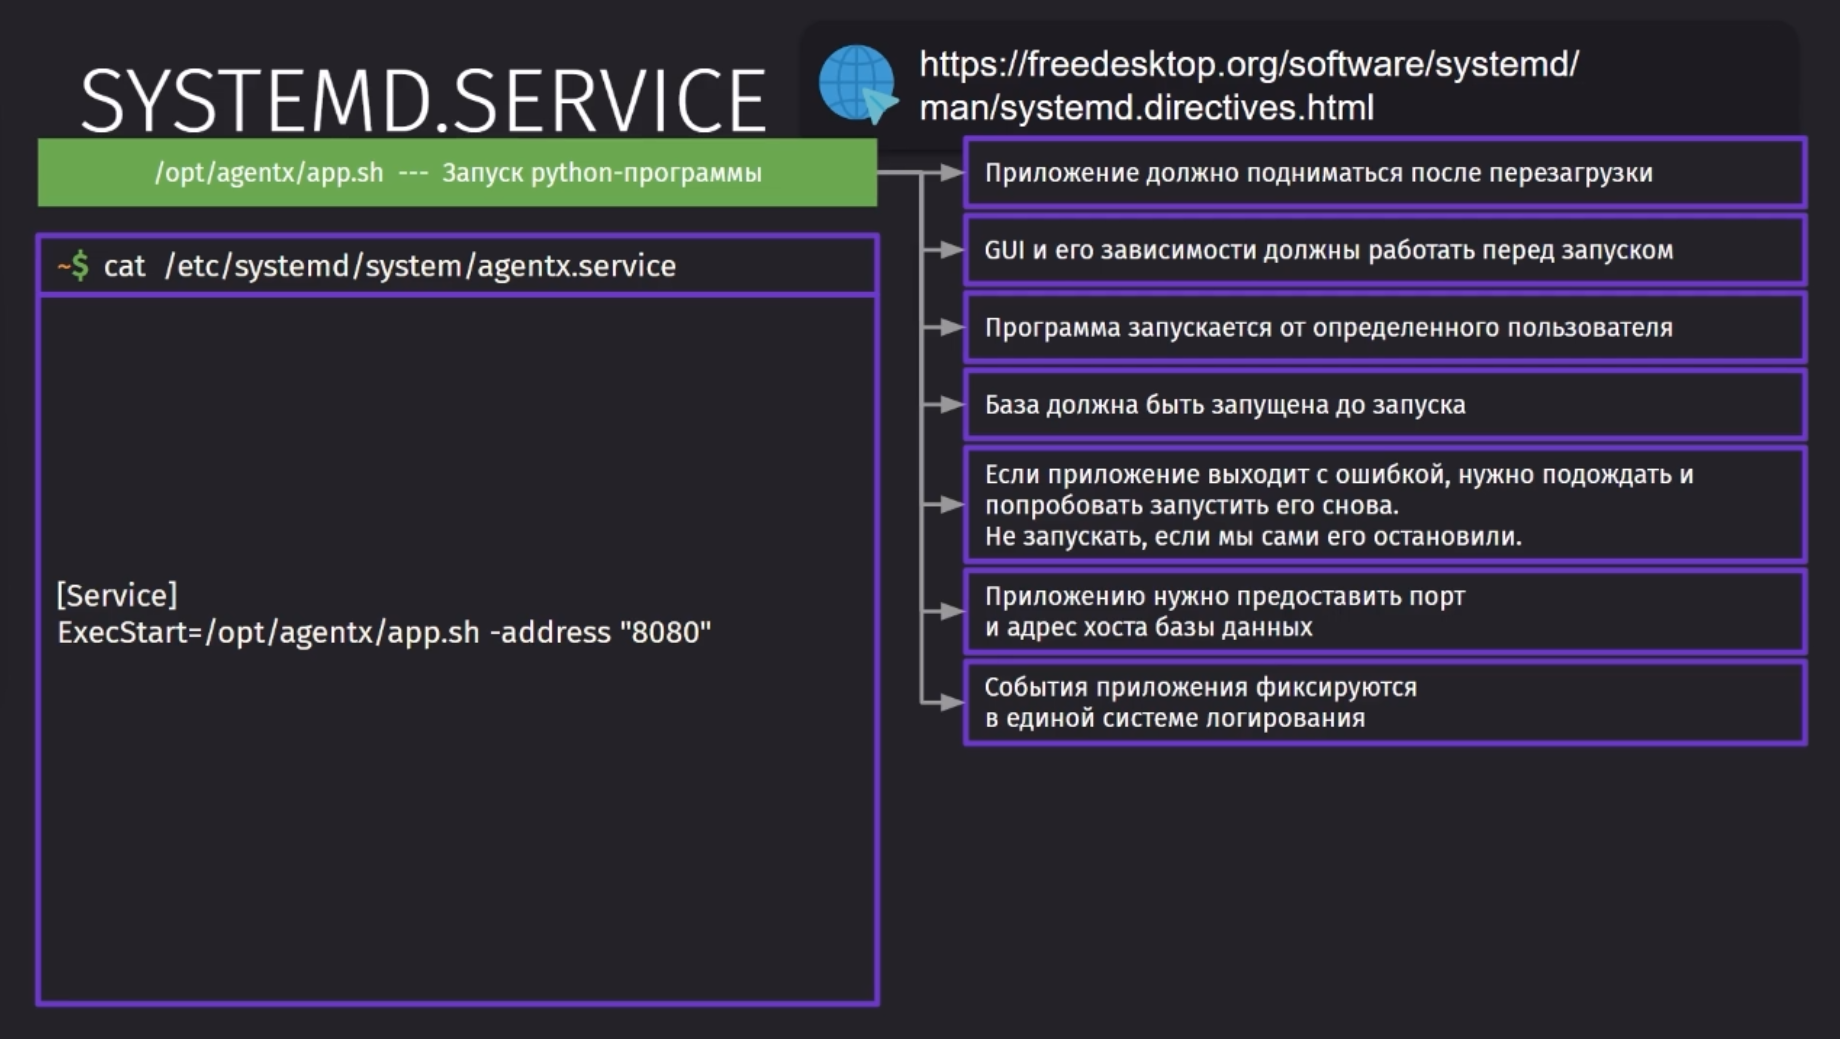 SYSTEMD.SERVICE
https://freedesktop.org/software/systemd/
man/systemd.directives.html
/opt/agentx/app.sh --- Запуск python-программы
~$ cat /etc/systemd/system/agentx.service
[Service]
ExecStart=/opt/agentx/app.sh -address "8080"
Приложение должно подниматься после перезагрузки
GUI и его зависимости должны работать перед запуском
Программа запускается от определенного пользователя
База должна быть запущена до запуска
Если приложение выходит с ошибкой, нужно подождать и
попробовать запустить его снова.
Не запускать, если мы сами его остановили.
Приложению нужно предоставить порт
и адрес хоста базы данных
События приложения фиксируются
в единой системе логирования